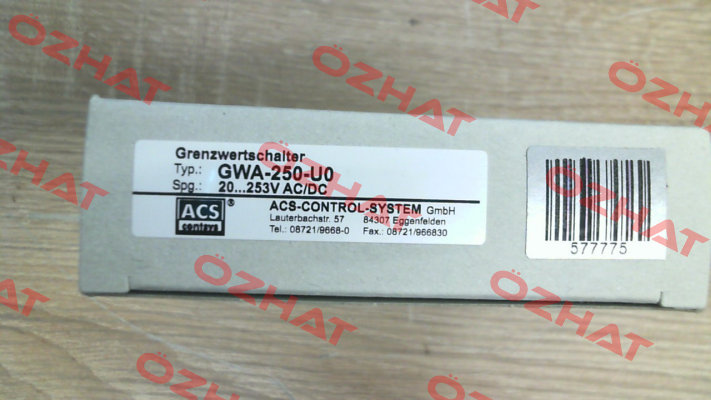 Grenzwertschalter
Typ.: GWA-250-U0
Spg.: 20...253V AC/DC
ACS ®
ACS-CONTROL-SYSTEM GmbH
Lauterbachstr. 57 84307 Eggenfelden
Tel.: 08721/9668-0 Fax.: 08721/966830
577775
ÖZHAT
ÖZHAT
ÖZHAT
ÖZHAT
ÖZHAT
ÖZHAT
ÖZHAT
ÖZHAT
ÖZHAT